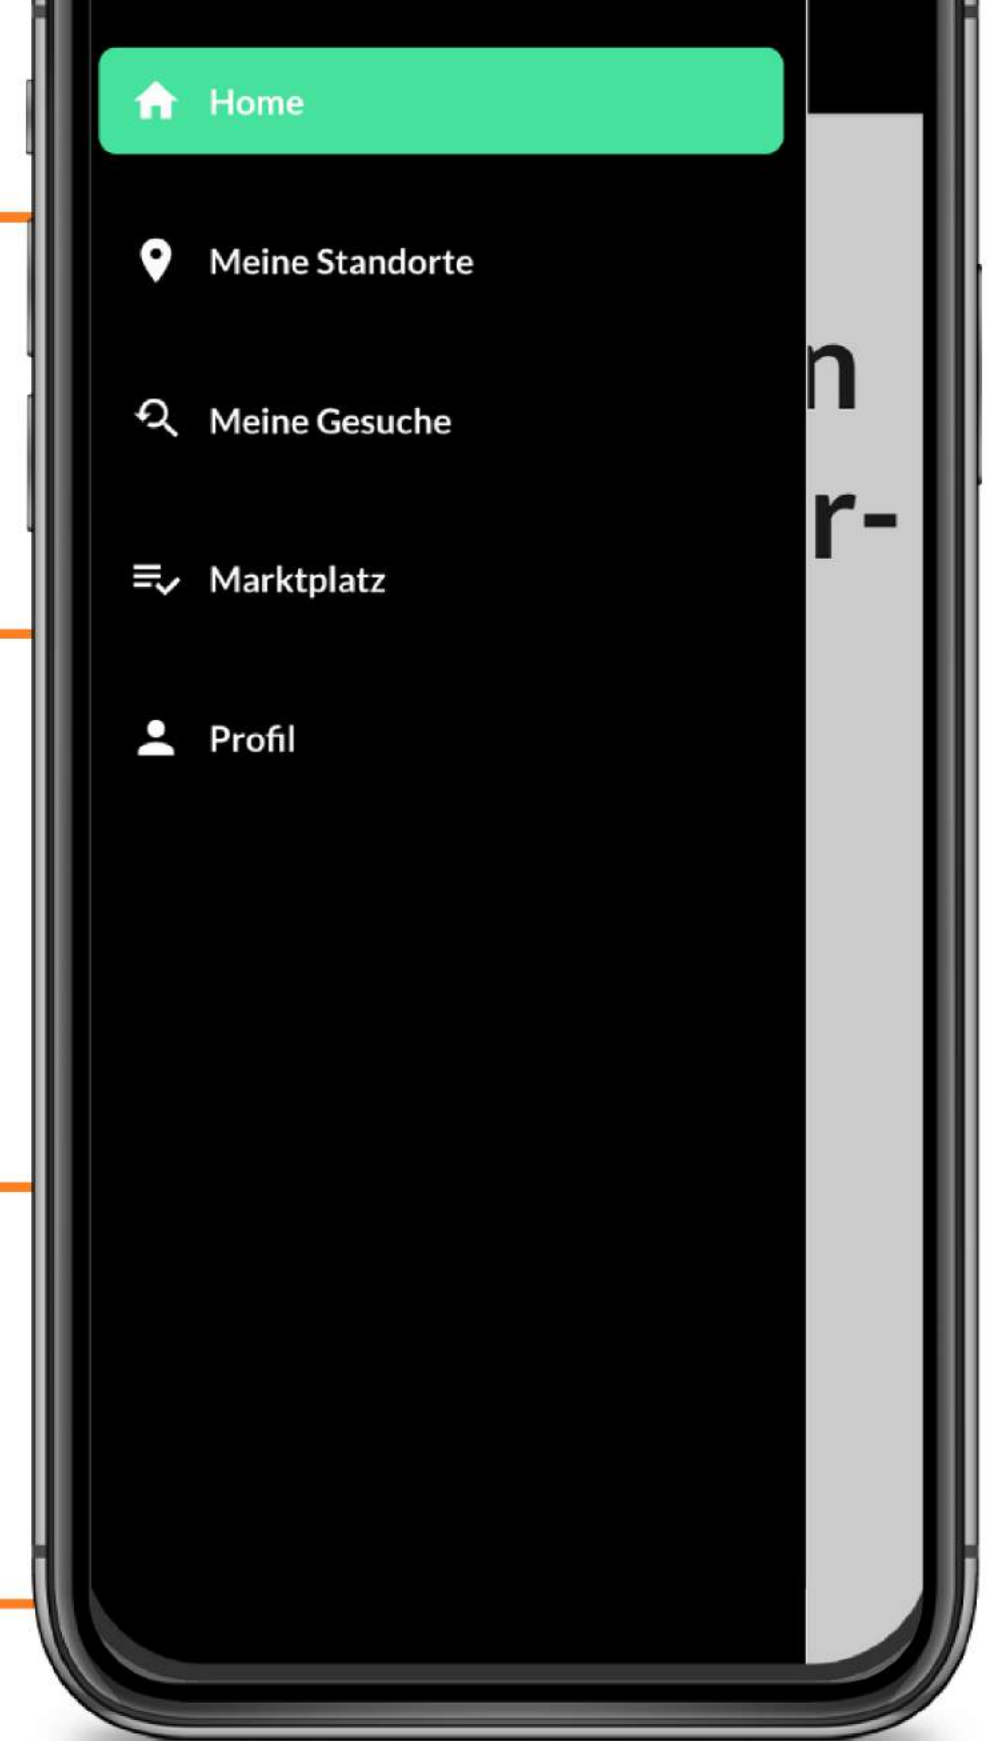 Home
Meine Standorte
Meine Gesuche
Marktplatz
Profil
n
r-